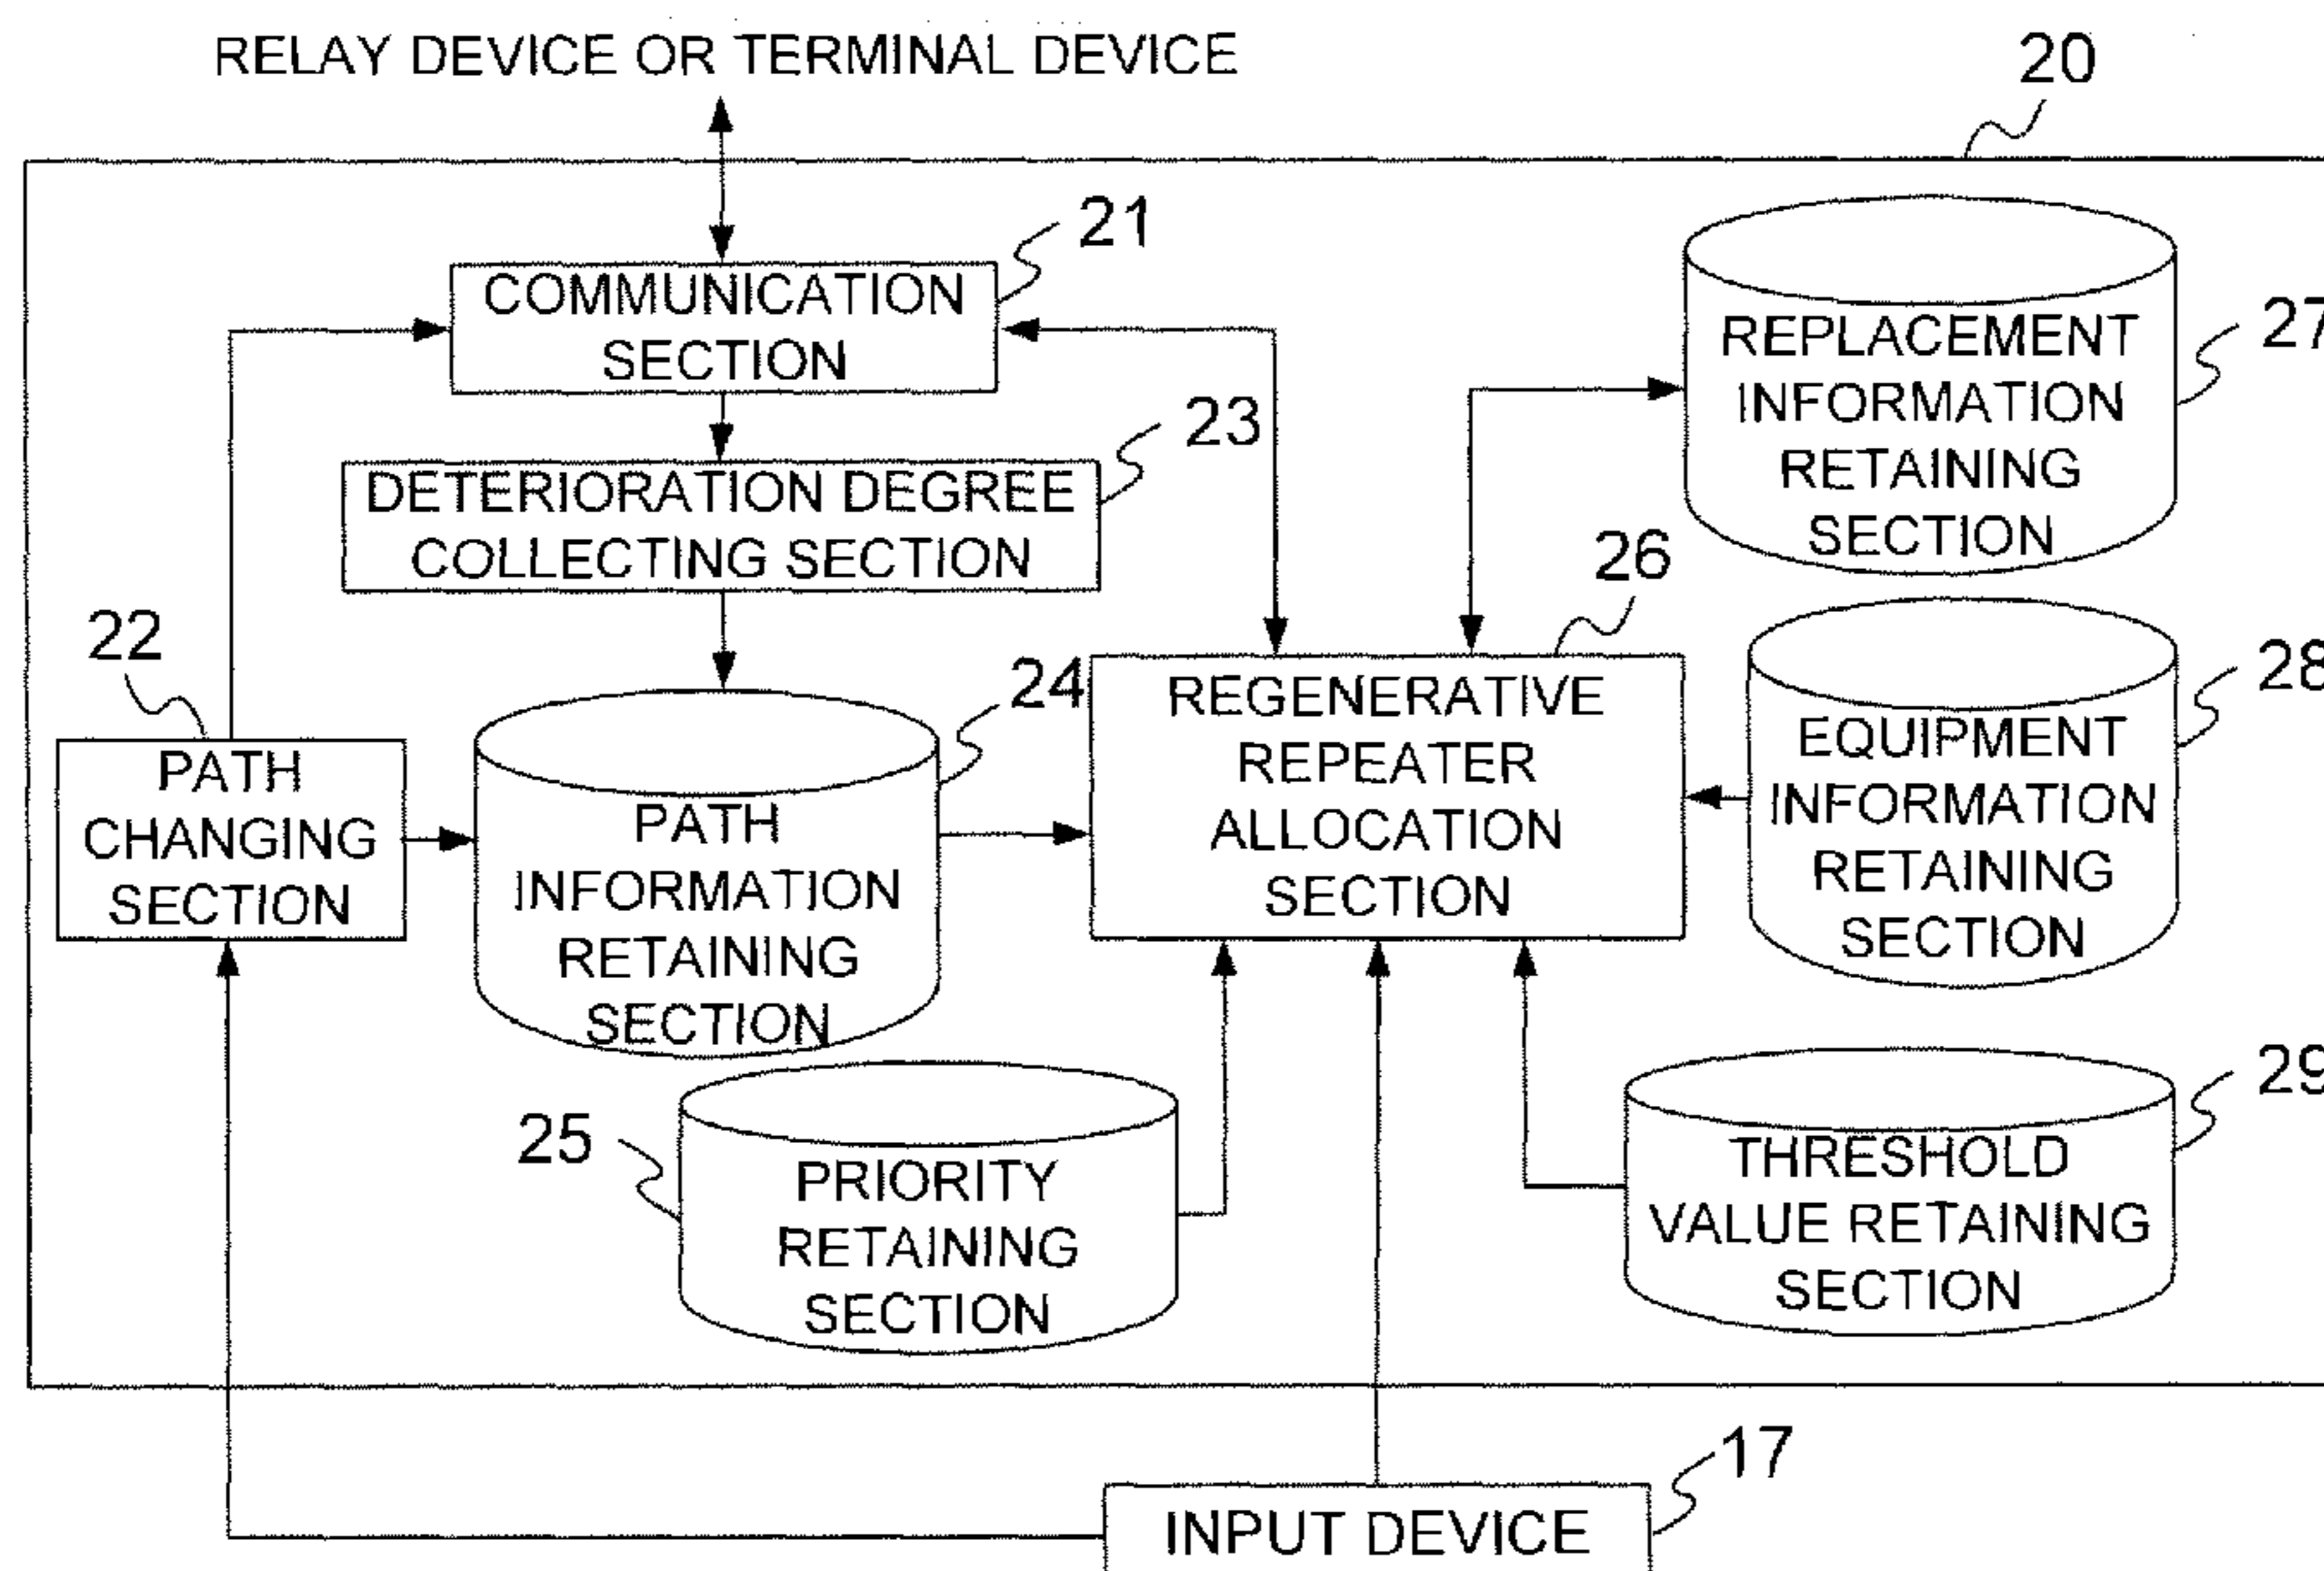 RELAY DEVICE OR TERMINAL DEVICE
20
21
COMMUNICATION
SECTION
27
REPLACEMENT
INFORMATION
RETAINING
SECTION
23
DETERIORATION DEGREE
COLLECTING SECTION
26
22
24
28
PATH
CHANGING
SECTION
PATH
INFORMATION
RETAINING
SECTION
REGENERATIVE
REPEATER
ALLOCATION
SECTION
EQUIPMENT
INFORMATION
RETAINING
SECTION
25
PRIORITY
RETAINING
SECTION
29
THRESHOLD
VALUE RETAINING
SECTION
17
INPUT DEVICE